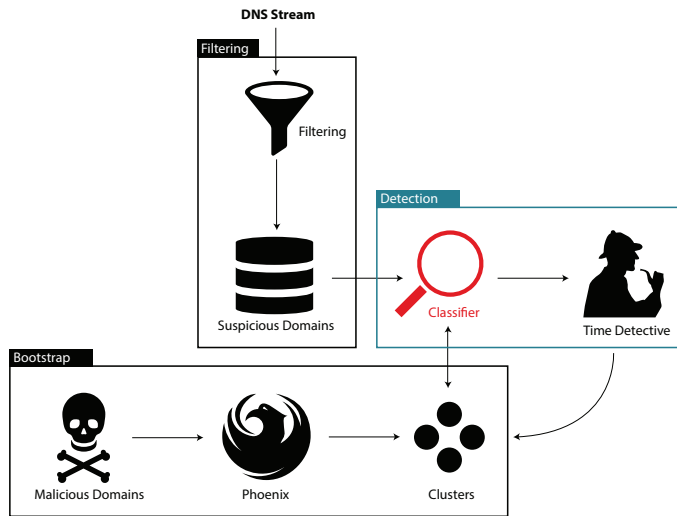 DNS Stream
Filtering
Filtering
Suspicious Domains
Detection
Classifier
Time Detective
Bootstrap
Malicious Domains
Phoenix
Clusters